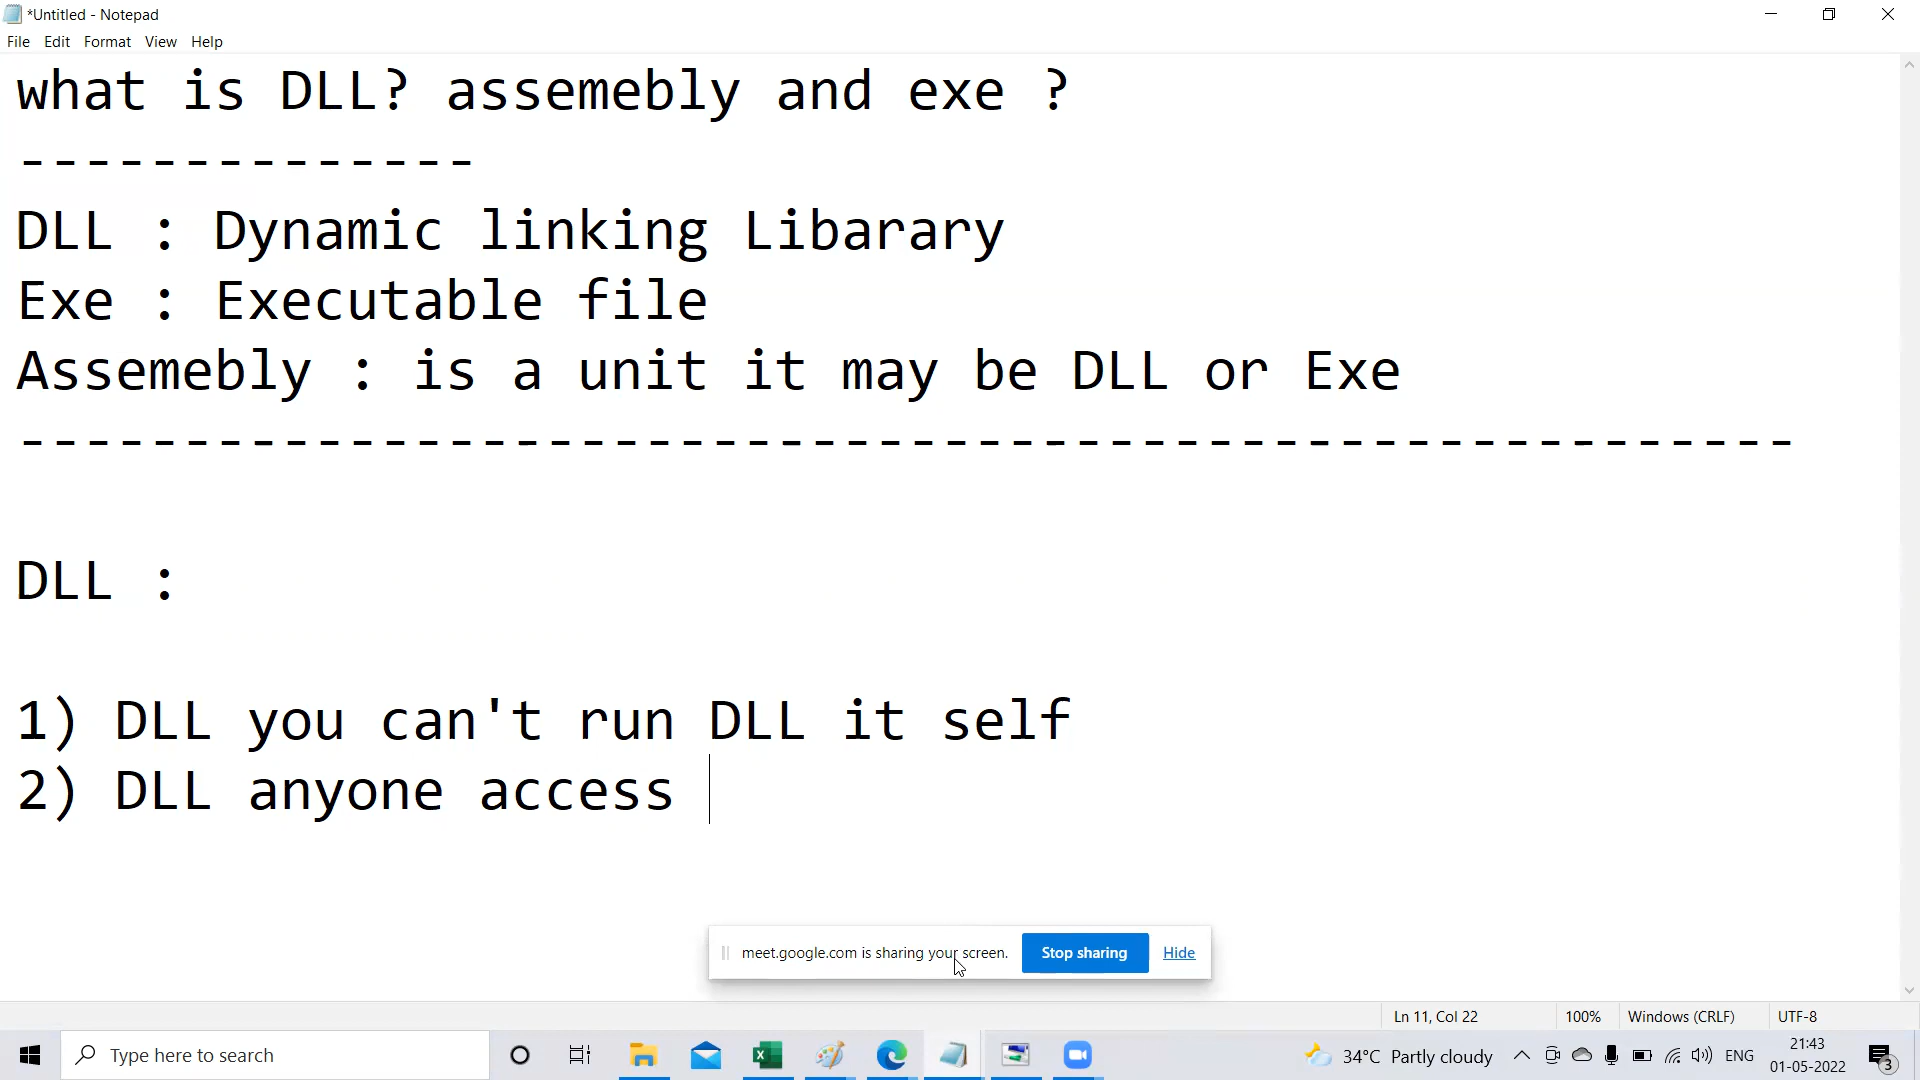 *Untitled - Notepad
File Edit Format View Help
what is DLL? assemebly and exe ?
--------------
DLL : Dynamic linking Libarary
Exe : Executable file
Assemebly : is a unit it may be DLL or Exe
------------------------------------------------------
DLL :
1) DLL you can't run DLL it self
2) DLL anyone access
meet.google.com is sharing your screen. Stop sharing Hide
Ln 11, Col 22 100% Windows (CRLF) UTF-8
Type here to search
34°C Partly cloudy ENG
21:43
01-05-2022
3